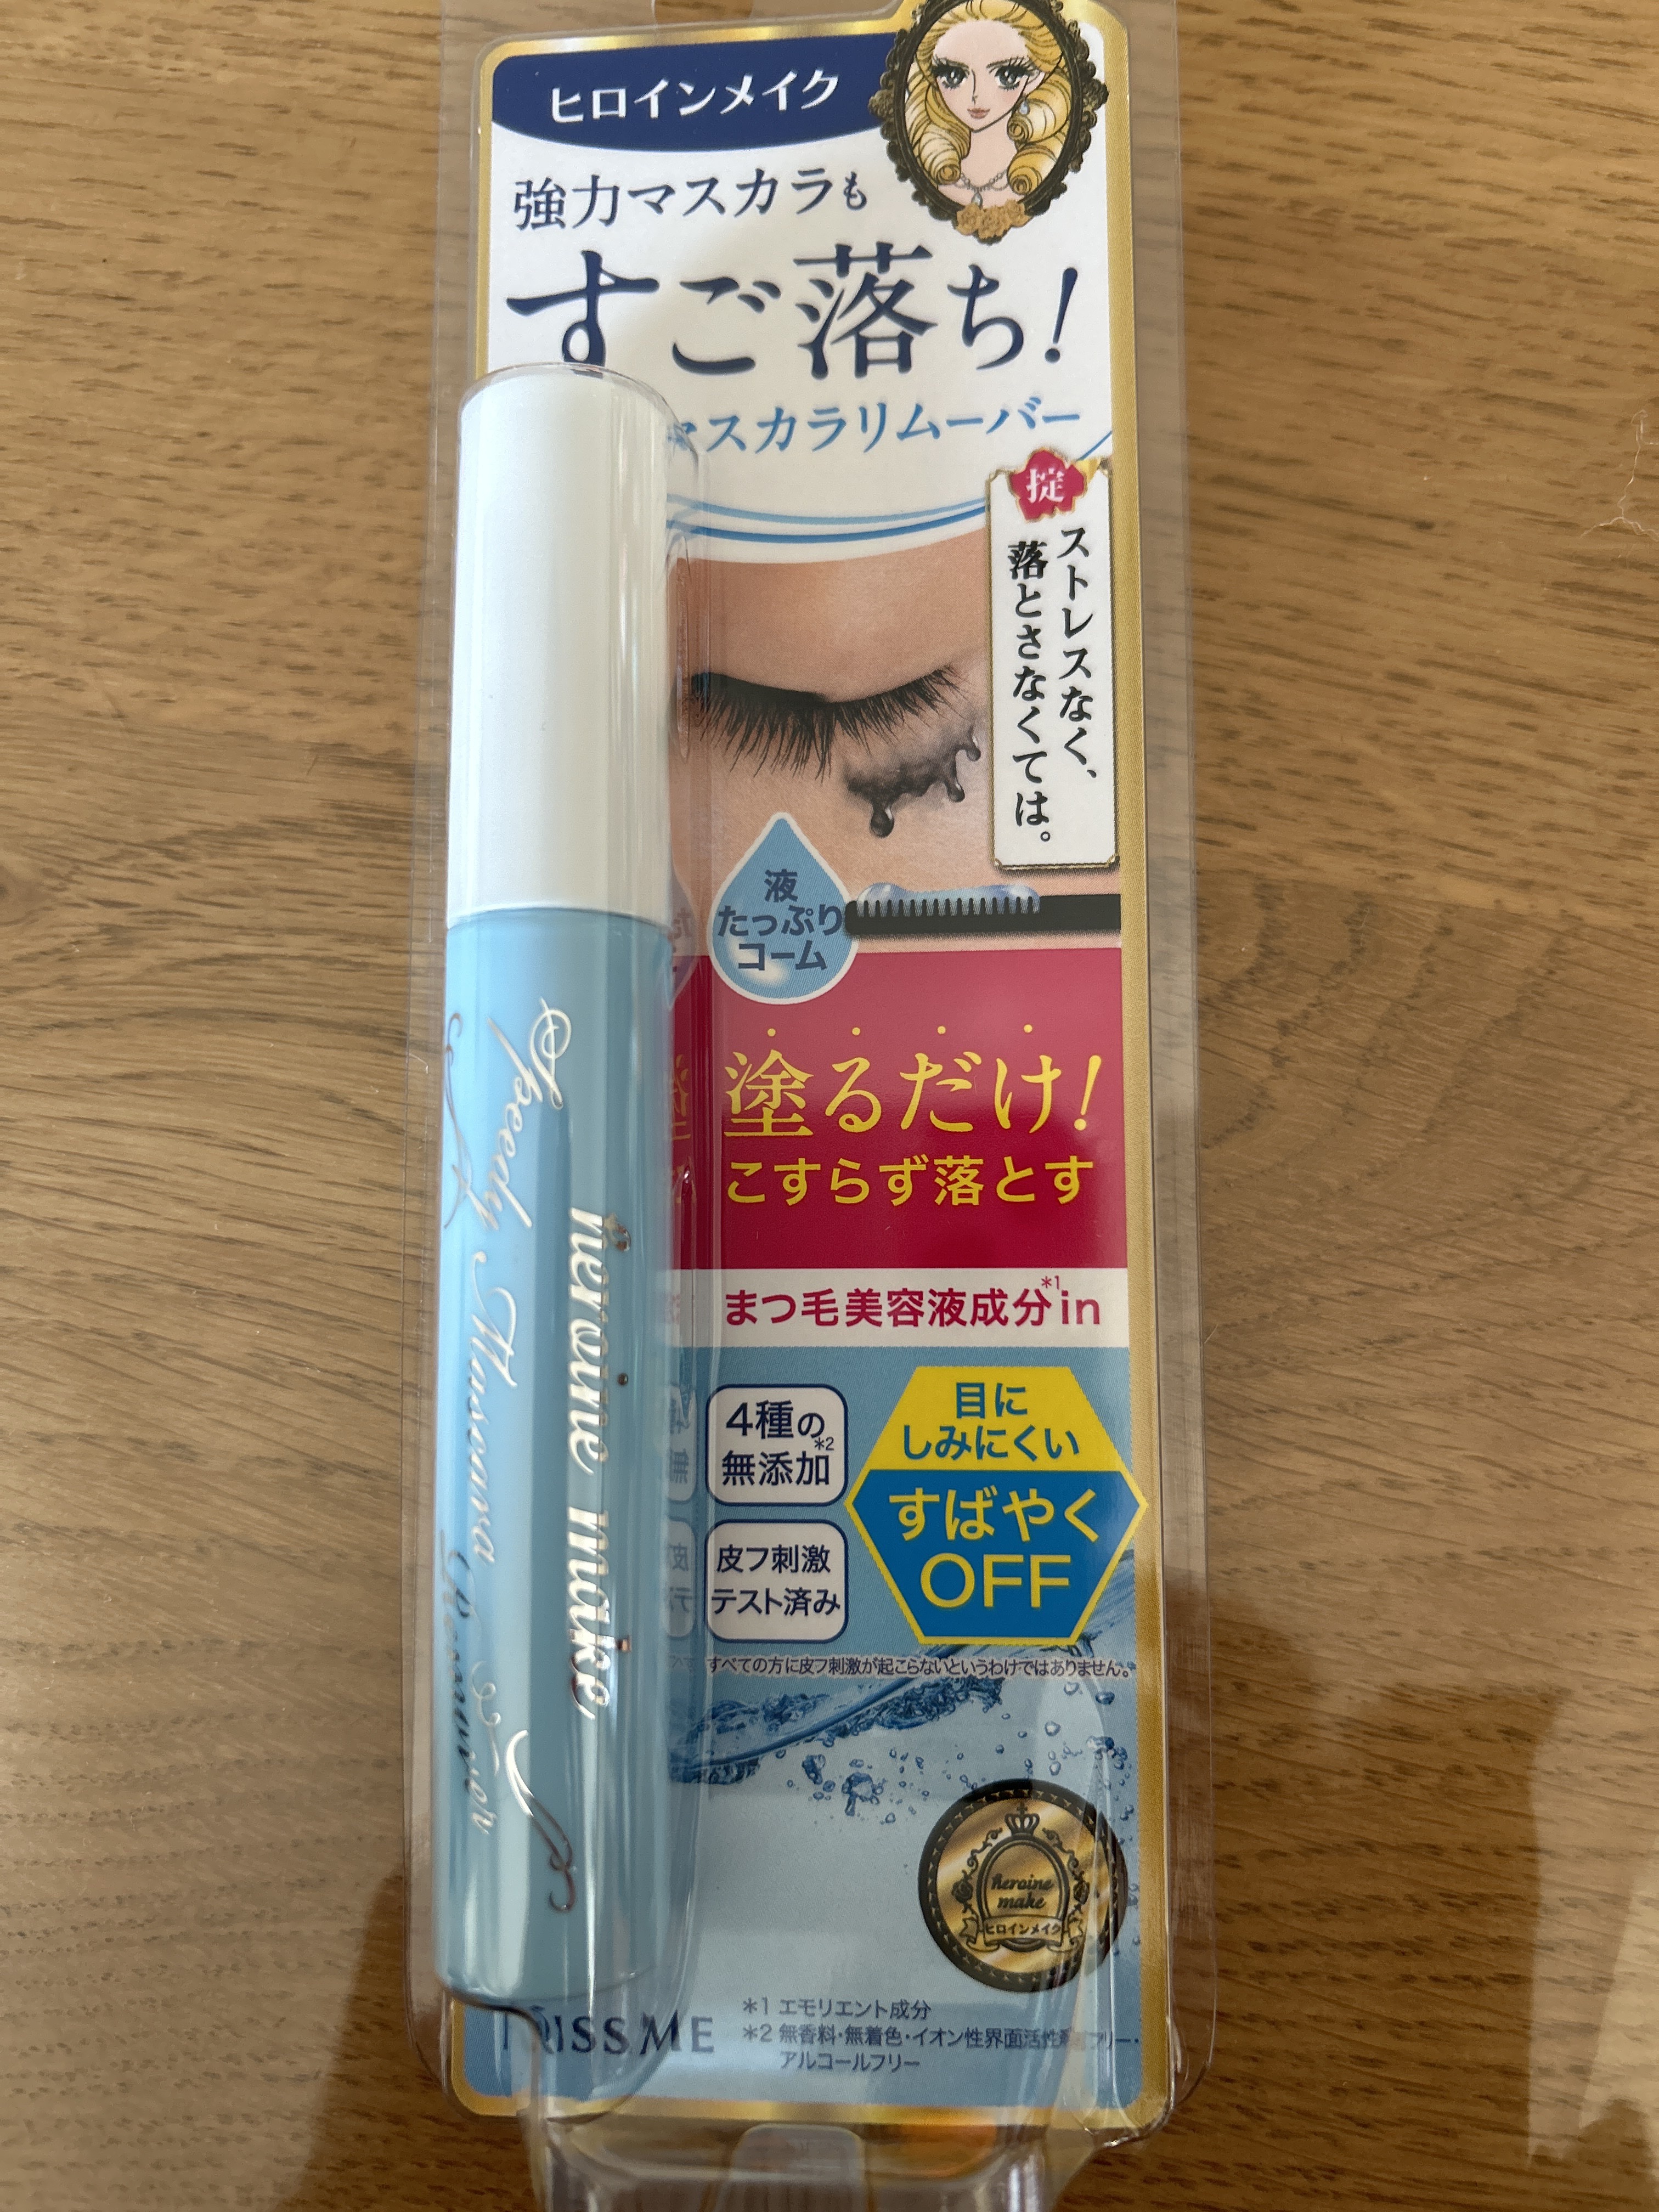 ヒロインメイク
強力マスカラも
すご落ち!
マスカラリムーバー
掟
ストレスなく、
落とさなくては。
液
たっぷり
コーム
塗るだけ!
こすらず落とす
まつ毛美容液成分*1in
4種の
無添加*2
皮フ刺激
テスト済み
目に
しみにくい
すばやく
OFF
すべての方に皮フ刺激が起こらないというわけではありません。
heroine make
Speedy Mascara Remover
heroine
make
ヒロインメイク
KISSME
*1 エモリエント成分
*2 無香料・無着色・イオン性界面活性剤フリー・
アルコールフリー